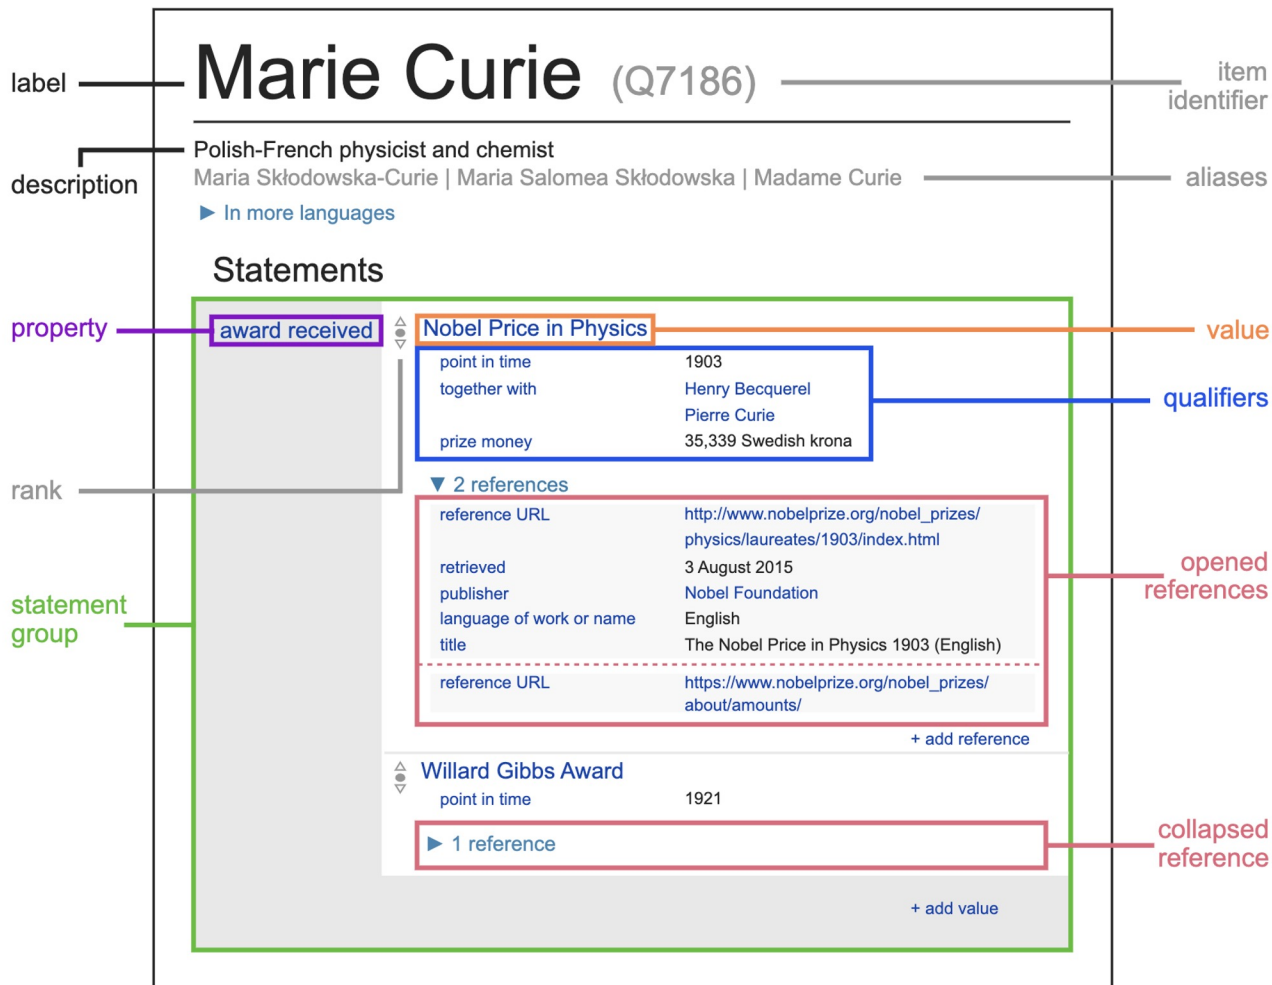 label
Marie Curie (Q7186)
item
identifier
description
Polish-French physicist and chemist
Maria Skłodowska-Curie | Maria Salomea Skłodowska | Madame Curie
aliases
▶ In more languages
Statements
property
award received
Nobel Price in Physics
value
point in time 1903
together with Henry Becquerel
Pierre Curie
prize money 35,339 Swedish krona
qualifiers
rank
▼ 2 references
reference URL http://www.nobelprize.org/nobel_prizes/
physics/laureates/1903/index.html
retrieved 3 August 2015
publisher Nobel Foundation
language of work or name English
title The Nobel Price in Physics 1903 (English)
opened
references
statement
group
reference URL https://www.nobelprize.org/nobel_prizes/
about/amounts/
+ add reference
Willard Gibbs Award
point in time 1921
▶ 1 reference
collapsed
reference
+ add value